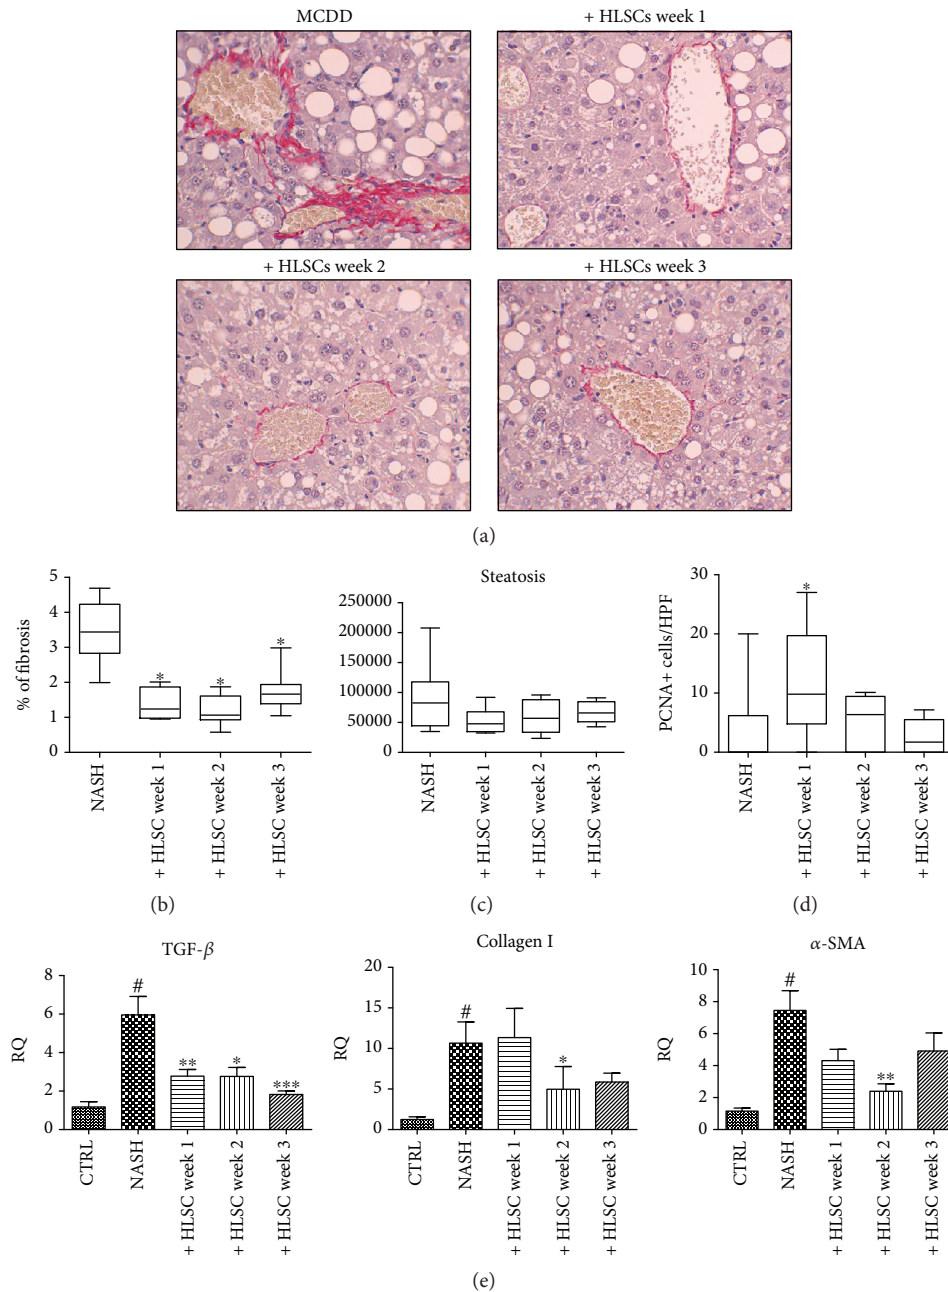 MCDD
+ HLSCs week 1
+ HLSCs week 2
+ HLSCs week 3
(a)
% of fibrosis
5
4
3
2
1
0
*
*
*
NASH
+ HLSC week 1
+ HLSC week 2
+ HLSC week 3
(b)
Steatosis
250000
200000
150000
100000
50000
0
NASH
+ HLSC week 1
+ HLSC week 2
+ HLSC week 3
(c)
PCNA+ cells/HPF
30
20
10
0
*
NASH
+ HLSC week 1
+ HLSC week 2
+ HLSC week 3
(d)
TGF-β
RQ
8
6
4
2
0
#
**
*
***
CTRL
NASH
+ HLSC week 1
+ HLSC week 2
+ HLSC week 3
Collagen I
RQ
20
15
10
5
0
#
*
CTRL
NASH
+ HLSC week 1
+ HLSC week 2
+ HLSC week 3
α-SMA
RQ
10
8
6
4
2
0
#
**
CTRL
NASH
+ HLSC week 1
+ HLSC week 2
+ HLSC week 3
(e)